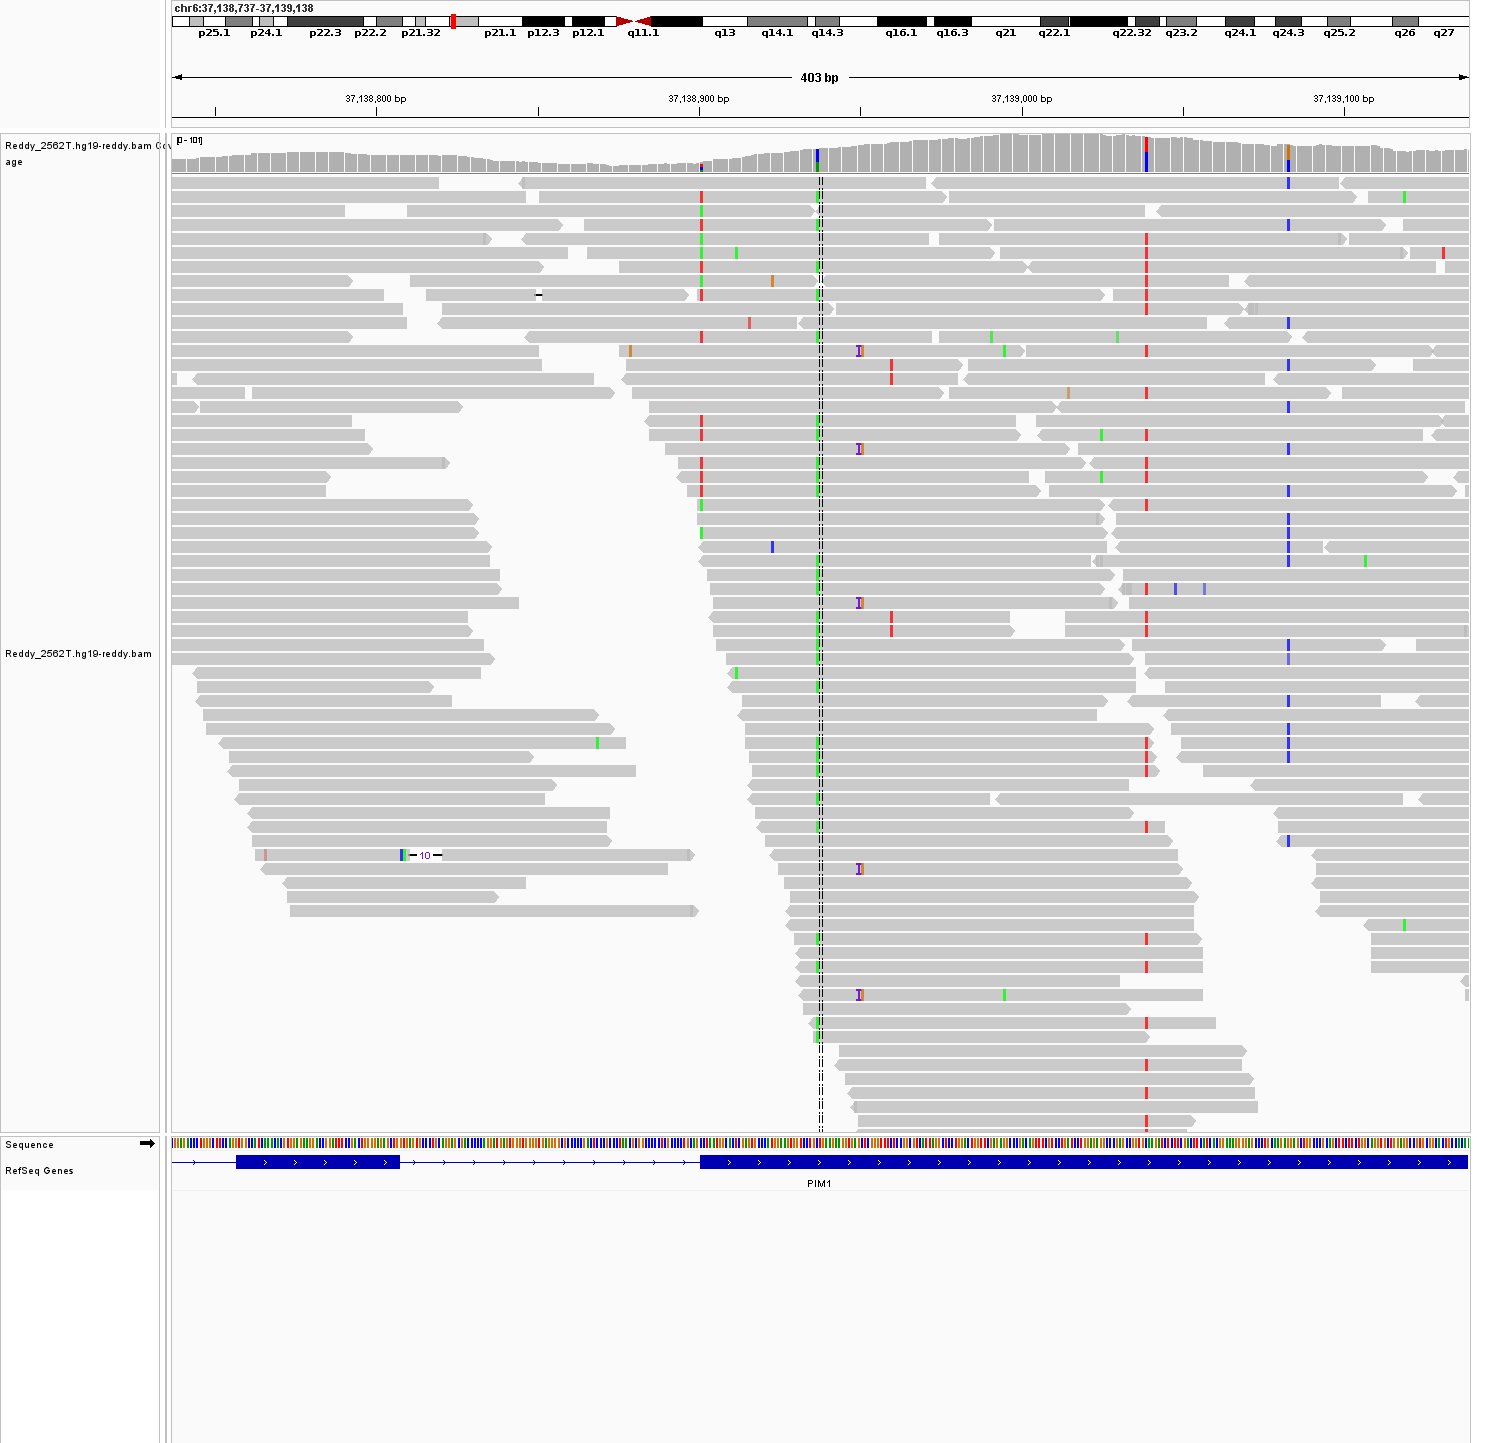 chr6:37,138,737-37,139,138
p25.1 p24.1 p22.3 p22.2 p21.32 p21.1 p12.3 p12.1 q11.1 q13 q14.1 q14.3 q16.1 q16.3 q21 q22.1 q22.32 q23.2 q24.1 q24.3 q25.2 q26 q27
403 bp
37,138,800 bp 37,138,900 bp 37,139,000 bp 37,139,100 bp
[0 - 101]
Reddy_2562T.hg19-reddy.bam Cov
age
Reddy_2562T.hg19-reddy.bam
10
Sequence
RefSeq Genes
PIM1